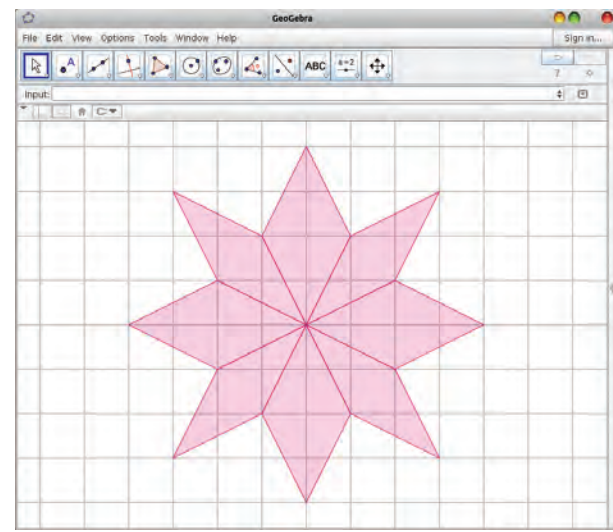 GeoGebra
File Edit View Options Tools Window Help
Sign in...
A ABC a=2
?
Input: